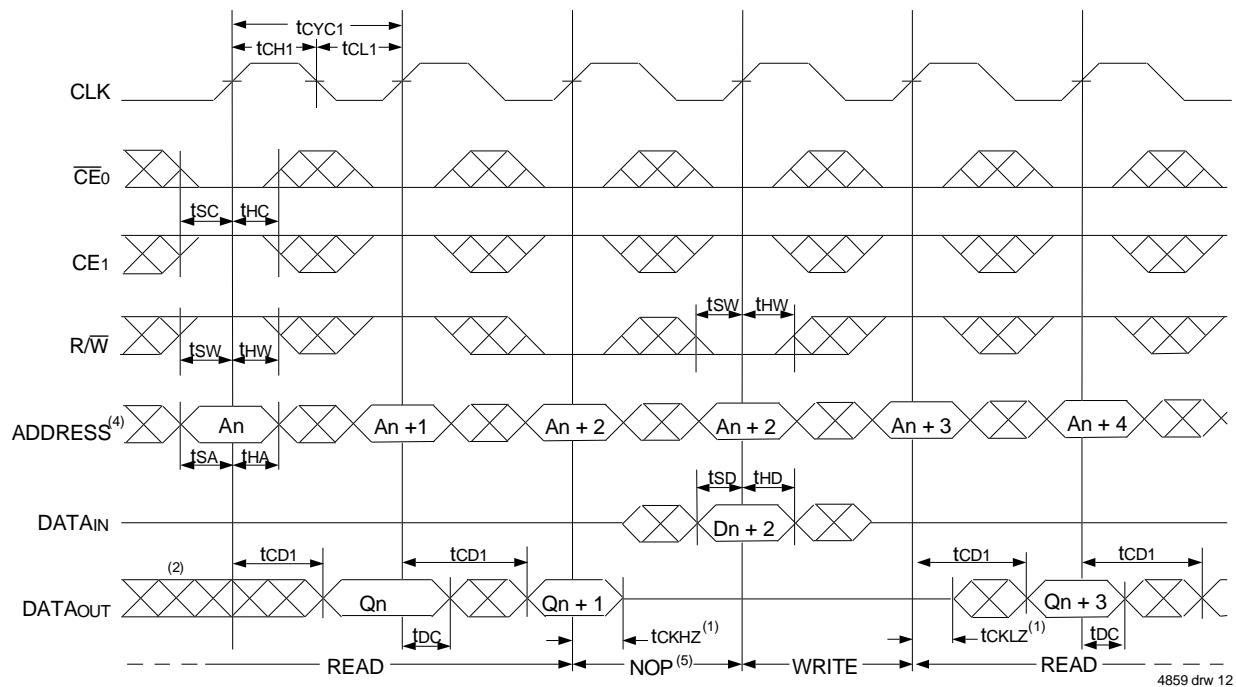 tCYC1
tCH1 tCL1
CLK
CE0
tSC tHC
CE1
tSW tHW
R/W
tSW tHW
ADDRESS(4) An An +1 An + 2 An + 2 An + 3 An + 4
tSA tHA
tSD tHD
DATAIN Dn + 2
(2) tCD1 tCD1 tCD1 tCD1
DATAOUT Qn Qn + 1 Qn + 3
tDC tCKHZ(1) tCKLZ(1) tDC
READ NOP(5) WRITE READ
4859 drw 12